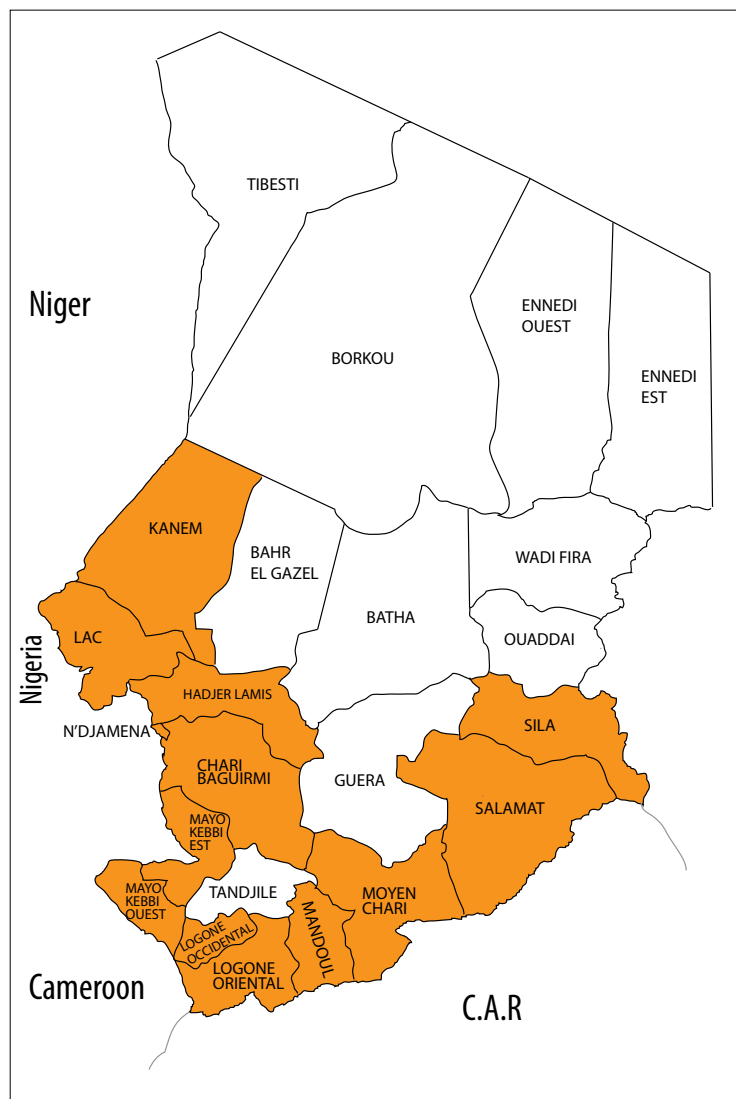 TIBESTI
Niger
ENNEDI
OUEST
BORKOU
ENNEDI
EST
KANEM
BAHR
EL GAZEL
WADI FIRA
BATHA
LAC
OUADDAI
Nigeria
HADJER LAMIS
N'DJAMENA
SILA
CHARI
BAGUIRMI
GUERA
SALAMAT
MAYO
KEBBI
EST
MAYO
KEBBI
OUEST
TANDJILE
MOYEN
CHARI
MANDOUL
LOGONE
OCCIDENTAL
LOGONE
ORIENTAL
Cameroon
C.A.R